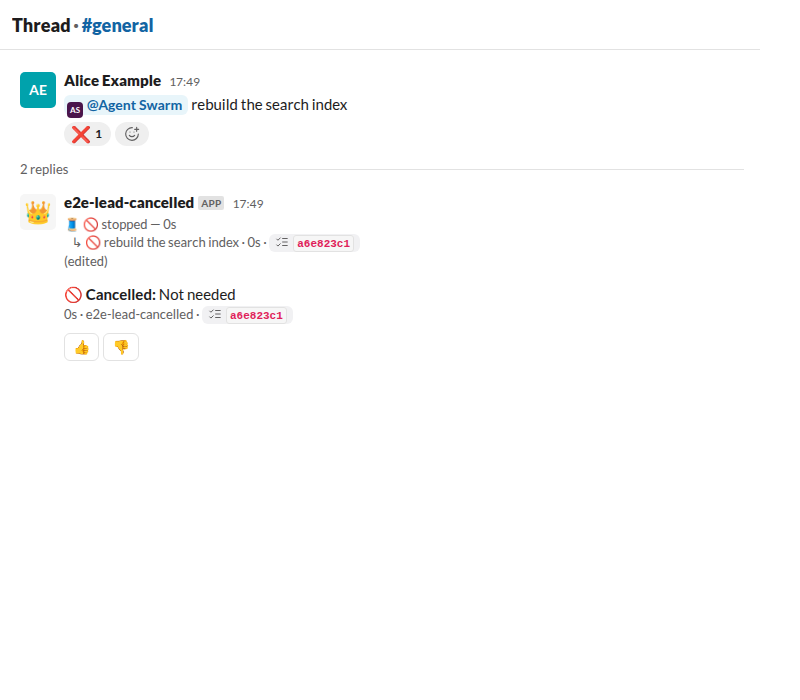 Thread • #general
AE
Alice Example 17:49
AS @Agent Swarm rebuild the search index
1
2 replies
e2e-lead-cancelled APP 17:49
stopped — 0s
↳ rebuild the search index · 0s · a6e823c1
(edited)
Cancelled: Not needed
0s · e2e-lead-cancelled · a6e823c1